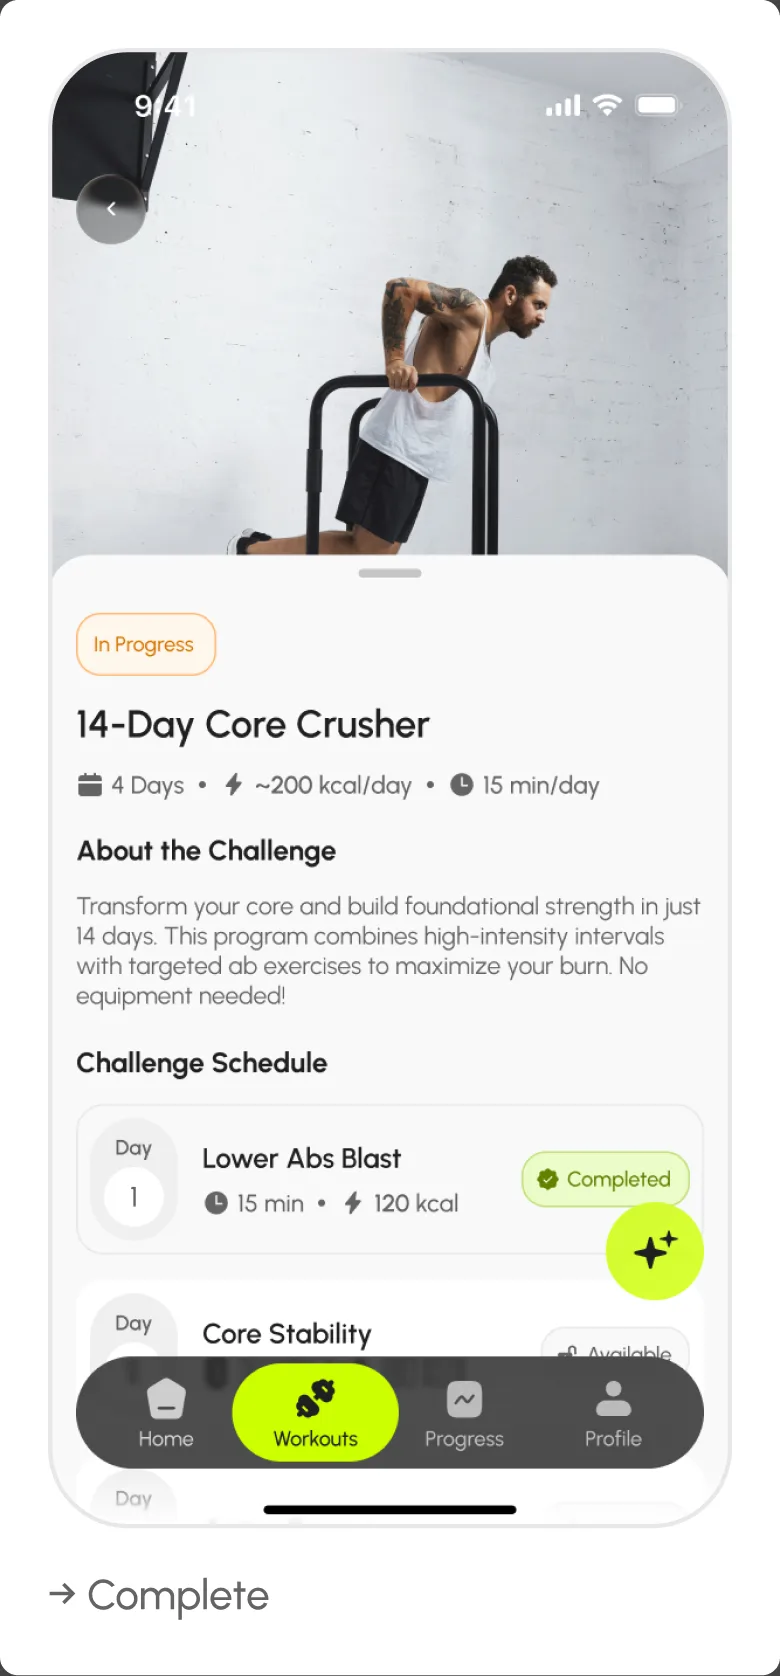 9:41
In Progress
14-Day Core Crusher
4 Days • ~200 kcal/day • 15 min/day
About the Challenge
Transform your core and build foundational strength in just
14 days. This program combines high-intensity intervals
with targeted ab exercises to maximize your burn. No
equipment needed!
Challenge Schedule
Day
1
Lower Abs Blast
15 min • 120 kcal
Completed
Day
Core Stability
Available
Home
Workouts
Progress
Profile
Day
→ Complete